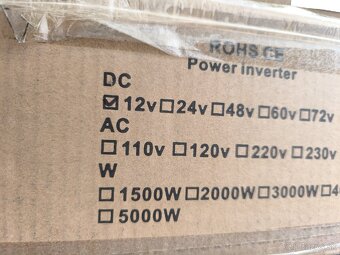 ROHS CE
Power inverter
DC
☑12v☐24v☐48v☐60v☐72v
AC
☐110v ☐120v ☐220v ☐230v
W
☐1500W☐2000W☐3000W☐4
☐5000W